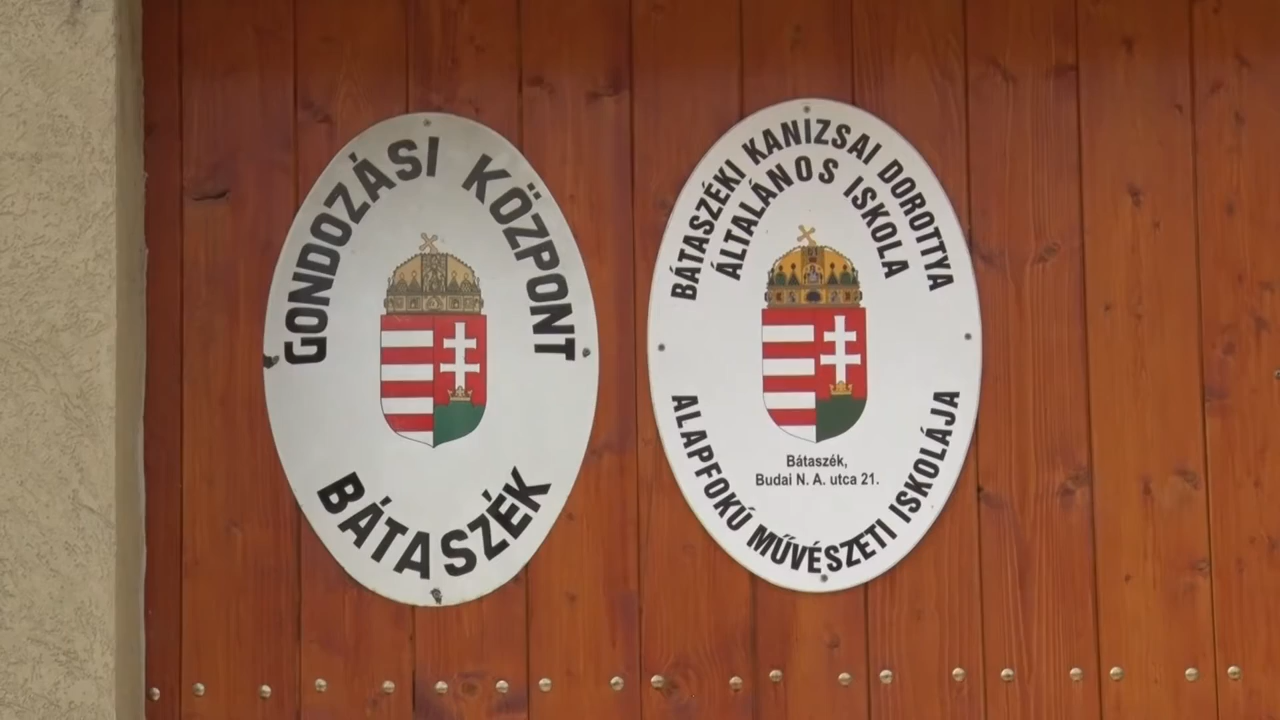 GONDOZÁSI KÖZPONT
BÁTASZÉK
BÁTASZÉKI KANIZSAI DOROTTYA
ÁLTALÁNOS ISKOLA
Bátaszék,
Budai N. A. utca 21.
ALAPFOKÚ MŰVÉSZETI ISKOLÁJA